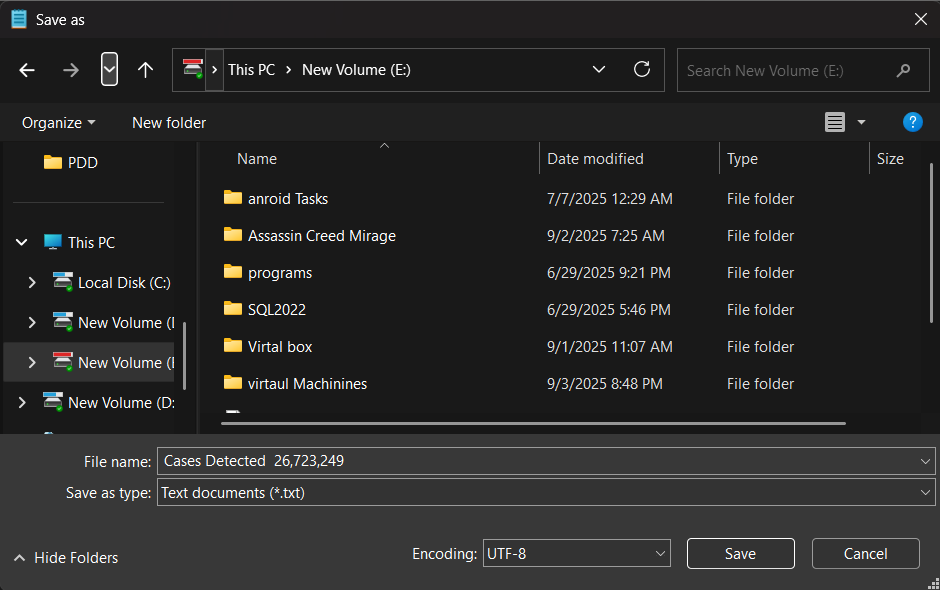 Save as
This PC > New Volume (E:)
Search New Volume (E:)
Organize
New folder
?
PDD
This PC
Local Disk (C:)
New Volume (
New Volume (
New Volume (D:
Name Date modified Type Size
anroid Tasks 7/7/2025 12:29 AM File folder
Assassin Creed Mirage 9/2/2025 7:25 AM File folder
programs 6/29/2025 9:21 PM File folder
SQL2022 6/29/2025 5:46 PM File folder
Virtal box 9/1/2025 11:07 AM File folder
virtaul Machinines 9/3/2025 8:48 PM File folder
File name: Cases Detected  26,723,249
Save as type: Text documents (*.txt)
Hide Folders
Encoding: UTF-8
Save
Cancel